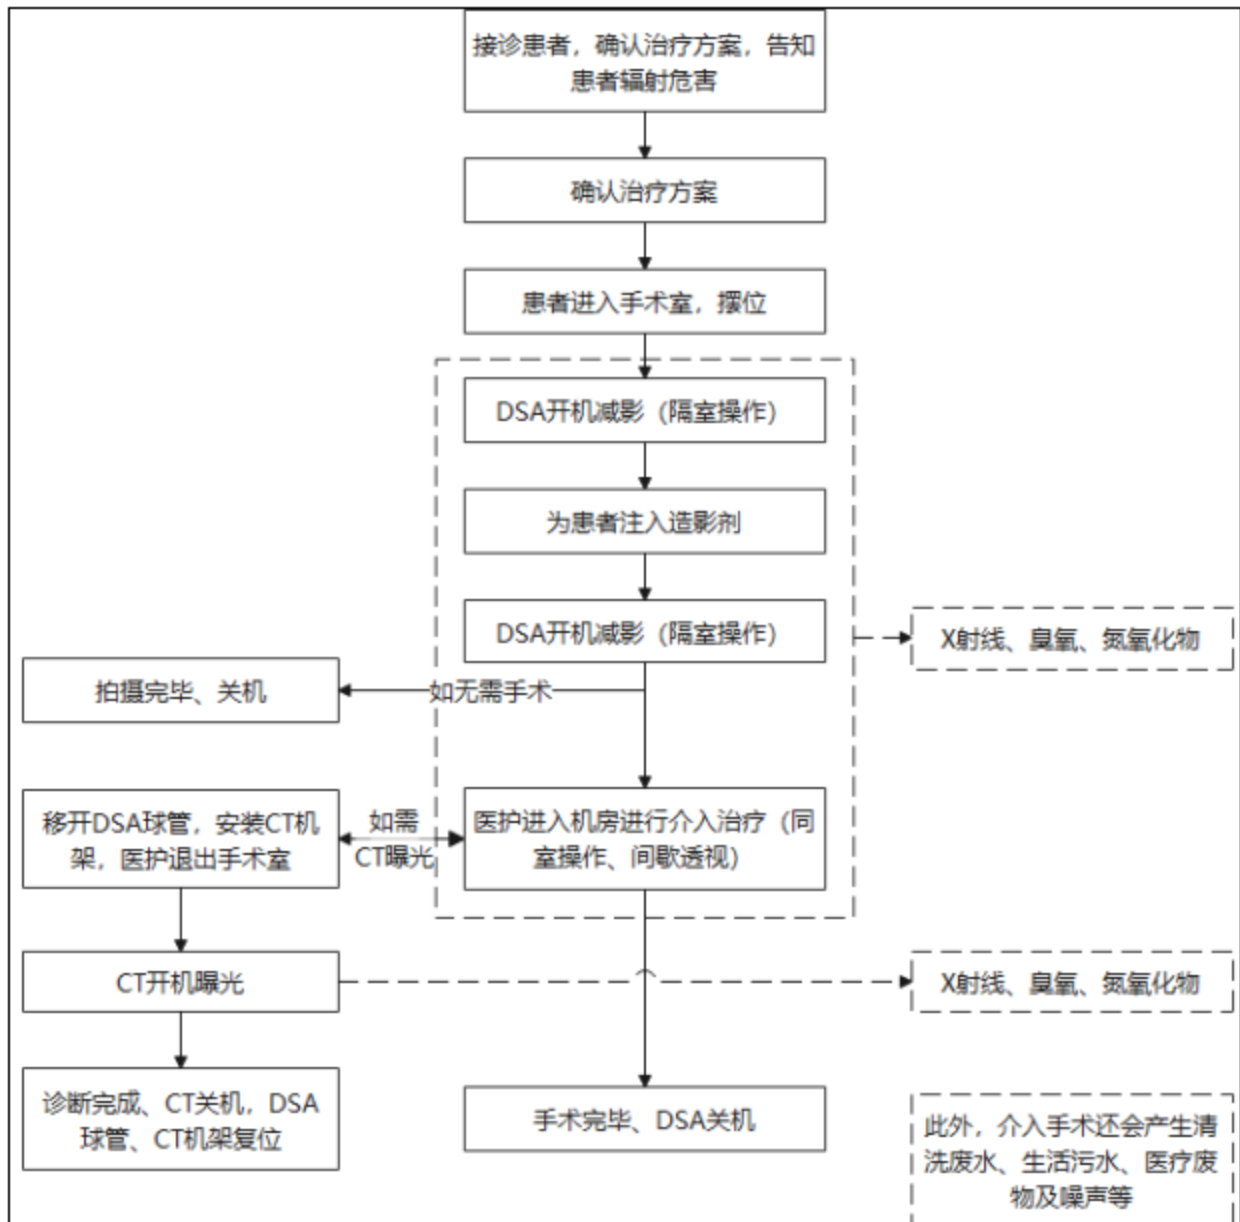 接诊患者，确认治疗方案，告知
患者辐射危害
确认治疗方案
患者进入手术室，摆位
DSA开机减影（隔室操作）
为患者注入造影剂
DSA开机减影（隔室操作）
X射线、臭氧、氮氧化物
拍摄完毕、关机
如无需手术
移开DSA球管，安装CT机
架，医护退出手术室
如需
CT曝光
医护进入机房进行介入治疗（同
室操作、间歇透视）
CT开机曝光
X射线、臭氧、氮氧化物
诊断完成、CT关机，DSA
球管、CT机架复位
手术完毕、DSA关机
此外，介入手术还会产生清
洗废水、生活污水、医疗废
物及噪声等